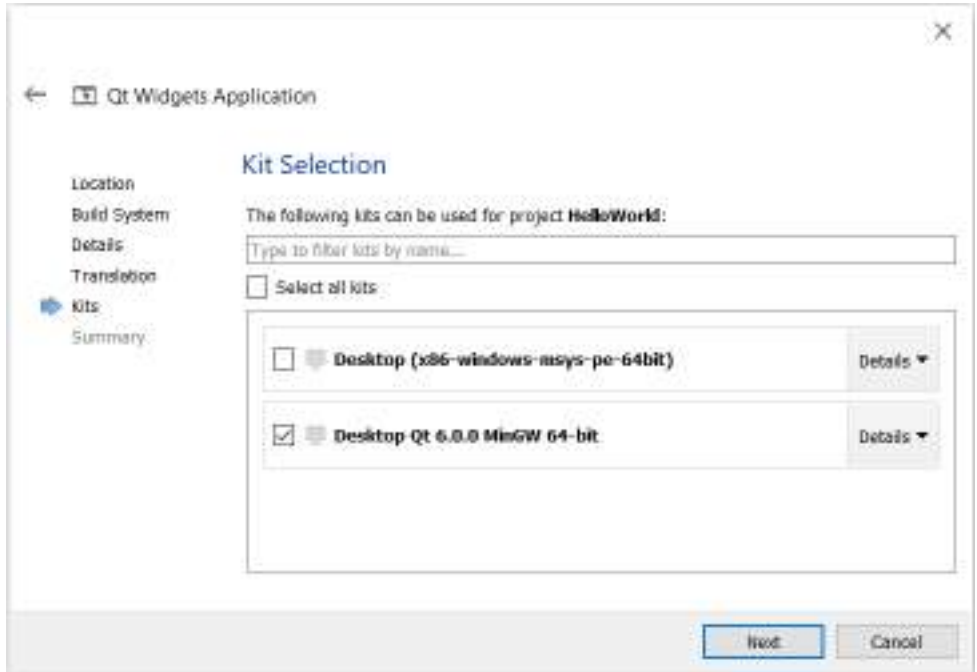 Qt Widgets Application
Kit Selection
Location
Build System
Details
Translation
Kits
Summary
The following kits can be used for project HelloWorld:
Type to filter kits by name...
Select all kits
Desktop (x86-windows-msys-pe-64bit)
Details
Desktop Qt 6.0.0 MinGW 64-bit
Details
Next
Cancel